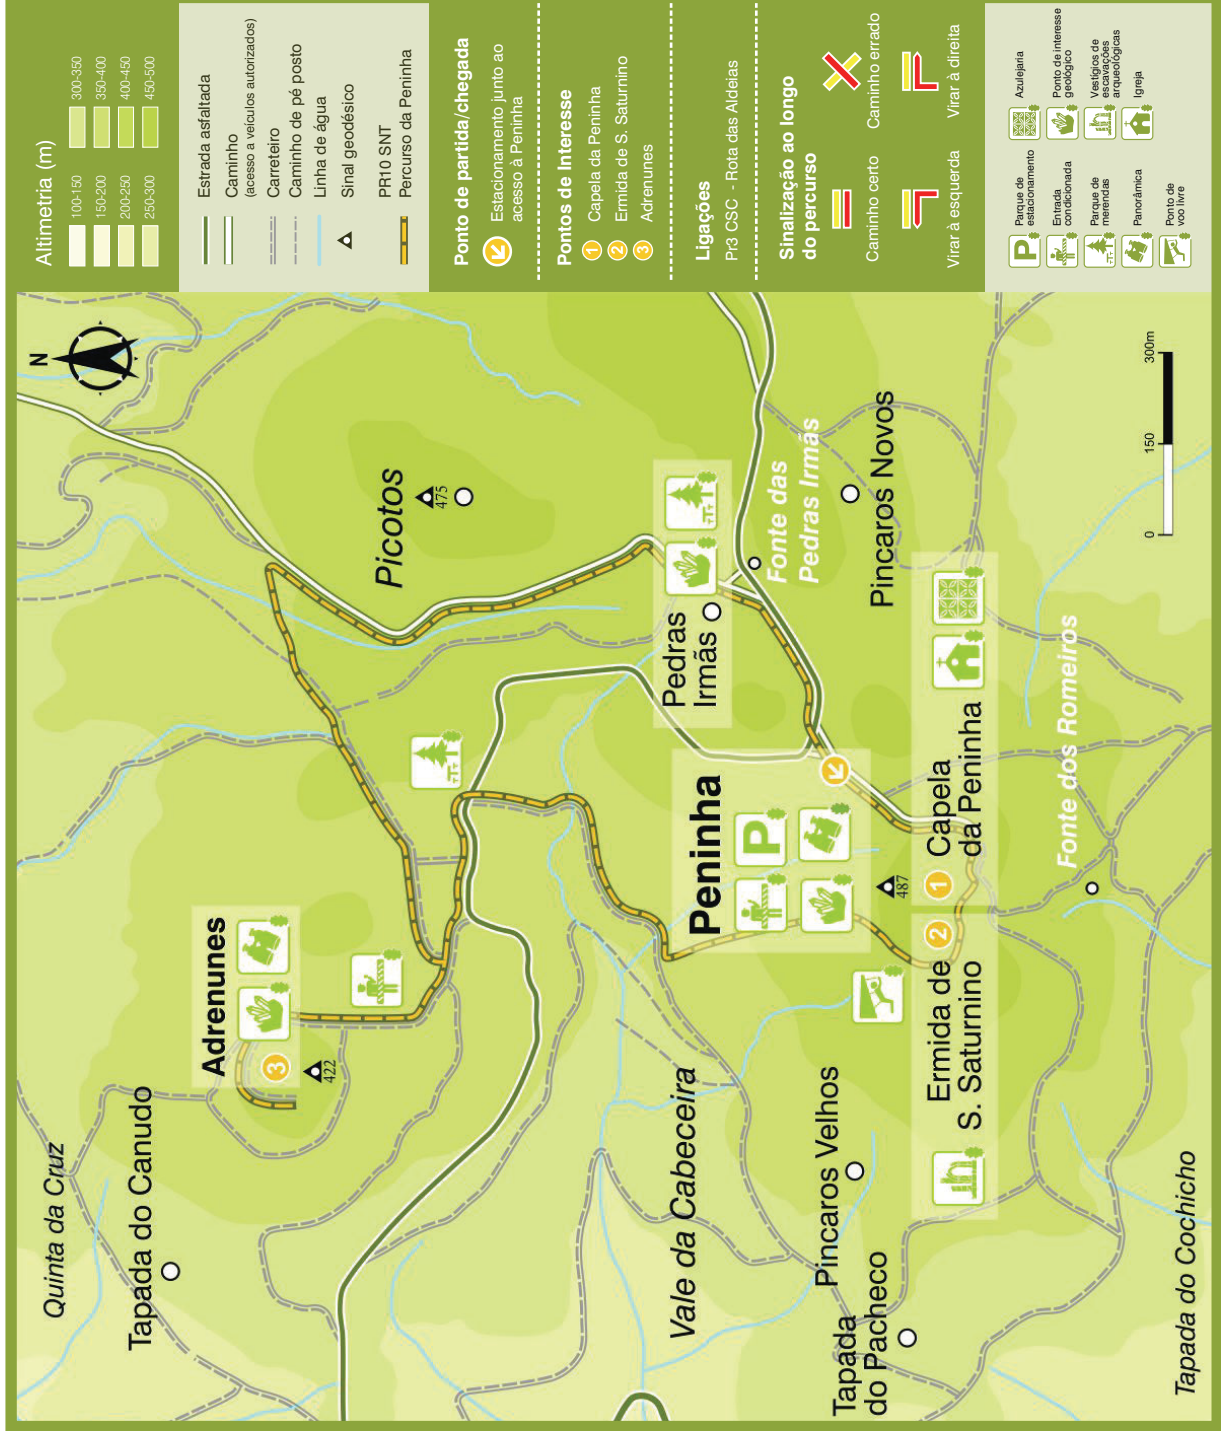 Altimetria (m)
100-150
150-200
200-250
250-300
300-350
350-400
400-450
450-500
Estrada asfaltada
Caminho
(acesso a veículos autorizados)
Carreteiro
Caminho de pé posto
Linha de água
Sinal geodésico
PR10 SNT
Percurso da Peninha
Ponto de partida/chegada
Estacionamento junto ao
acesso à Peninha
Pontos de Interesse
1 Capela da Peninha
2 Ermida de S. Saturnino
3 Adrenunes
Ligações
Pr3 CSC - Rota das Aldeias
Sinalização ao longo
do percurso
Caminho certo
Caminho errado
Virar à esquerda
Virar à direita
P
Parque de
estacionamento
Entrada
condicionada
Parque de
merendas
Panorâmica
Ponto de
voo livre
Azulejaria
Ponto de interesse
geológico
Vestígios de
escavações
arqueológicas
Igreja
N
Quinta da Cruz
Tapada do Canudo
Adrenunes
3
422
Picotos
475
Pedras
Irmãs
Fonte das
Pedras Irmãs
Pincaros Novos
Peninha
P
487
1
Capela
da Peninha
2
Ermida de
S. Saturnino
Fonte dos Romeiros
Vale da Cabeceira
Pincaros Velhos
Tapada
do Pacheco
Tapada do Cochicho
0
150
300m